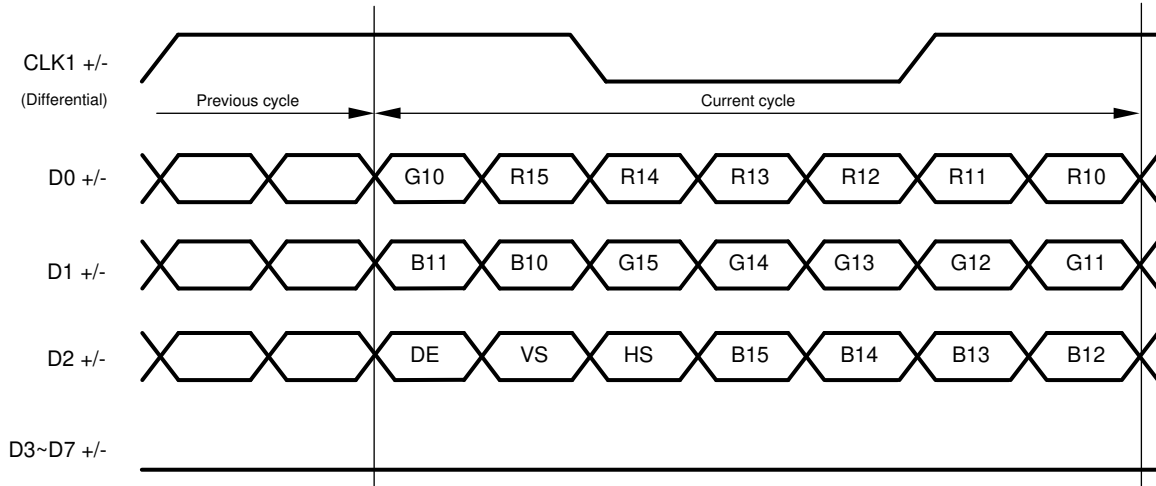 CLK1 +/-
(Differential)
Previous cycle
Current cycle
D0 +/-
G10 R15 R14 R13 R12 R11 R10
D1 +/-
B11 B10 G15 G14 G13 G12 G11
D2 +/-
DE VS HS B15 B14 B13 B12
D3~D7 +/-